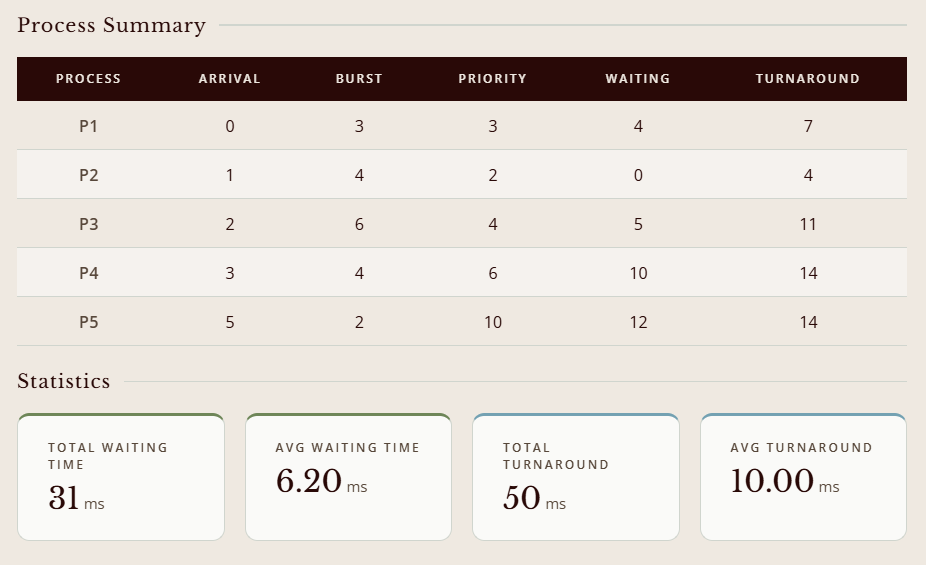 Process Summary
PROCESS ARRIVAL BURST PRIORITY WAITING TURNAROUND
P1 0 3 3 4 7
P2 1 4 2 0 4
P3 2 6 4 5 11
P4 3 4 6 10 14
P5 5 2 10 12 14
Statistics
TOTAL WAITING
TIME
31 ms
AVG WAITING TIME
6.20 ms
TOTAL
TURNAROUND
50 ms
AVG TURNAROUND
10.00 ms